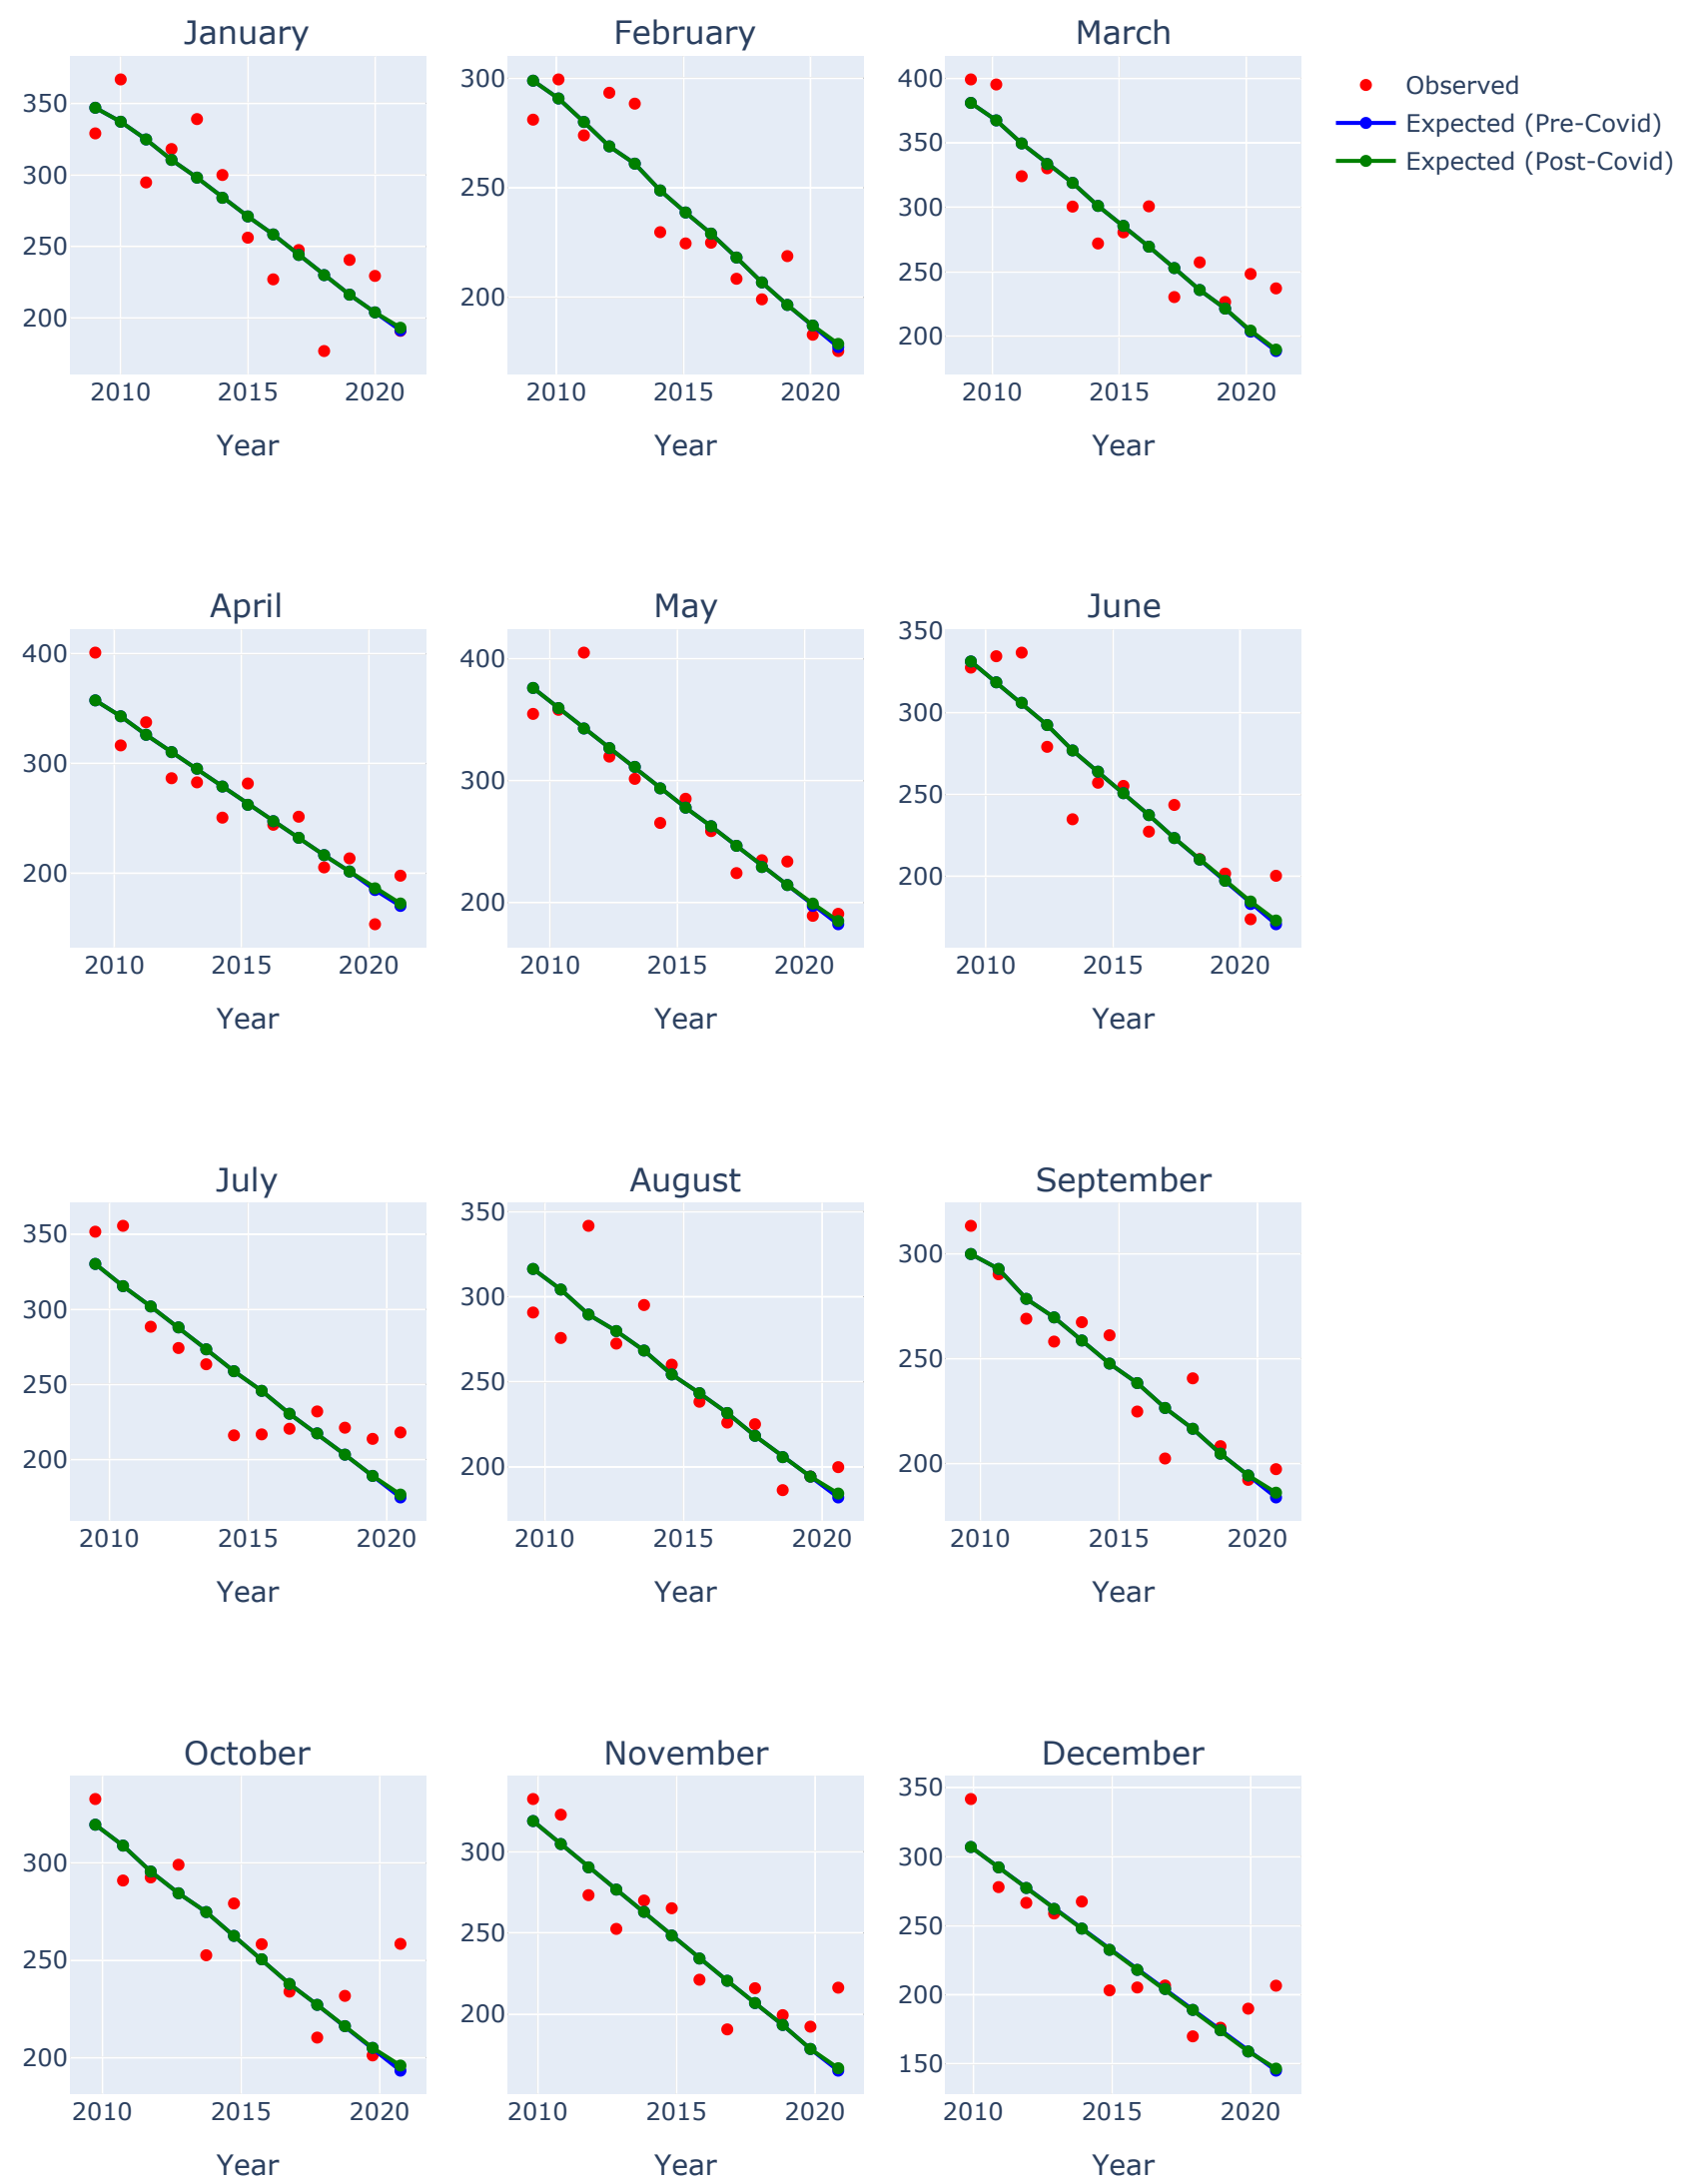 January
February
March
350
300
250
200
2010
2015
2020
Year
300
250
200
2010
2015
2020
Year
400
350
300
250
200
2010
2015
2020
Year
Observed
Expected (Pre-Covid)
Expected (Post-Covid)
April
May
June
400
300
200
2010
2015
2020
Year
400
300
200
2010
2015
2020
Year
350
300
250
200
2010
2015
2020
Year
July
August
September
350
300
250
200
2010
2015
2020
Year
350
300
250
200
2010
2015
2020
Year
300
250
200
2010
2015
2020
Year
October
November
December
300
250
200
2010
2015
2020
Year
300
250
200
2010
2015
2020
Year
350
300
250
200
150
2010
2015
2020
Year